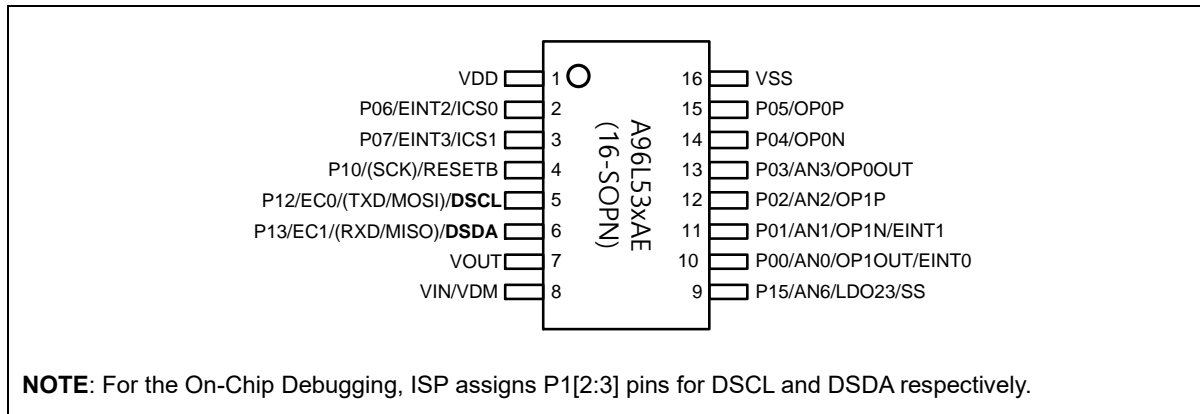 VDD 1 16 VSS
P06/EINT2/ICS0 2 15 P05/OP0P
P07/EINT3/ICS1 3 14 P04/OP0N
P10/(SCK)/RESETB 4 13 P03/AN3/OP0OUT
P12/EC0/(TXD/MOSI)/DSCL 5 12 P02/AN2/OP1P
P13/EC1/(RXD/MISO)/DSDA 6 11 P01/AN1/OP1N/EINT1
VOUT 7 10 P00/AN0/OP1OUT/EINT0
VIN/VDM 8 9 P15/AN6/LDO23/SS
A96L53xAE
(16-SOPN)
NOTE: For the On-Chip Debugging, ISP assigns P1[2:3] pins for DSCL and DSDA respectively.